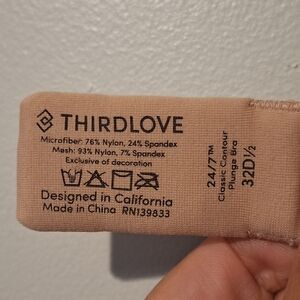 THIRDLOVE
Microfiber: 76% Nylon, 24% Spandex
Mesh: 93% Nylon, 7% Spandex
Exclusive of decoration
Designed in California
Made in China RN139833
24/7™
Classic Contour
Plunge Bra
32D½